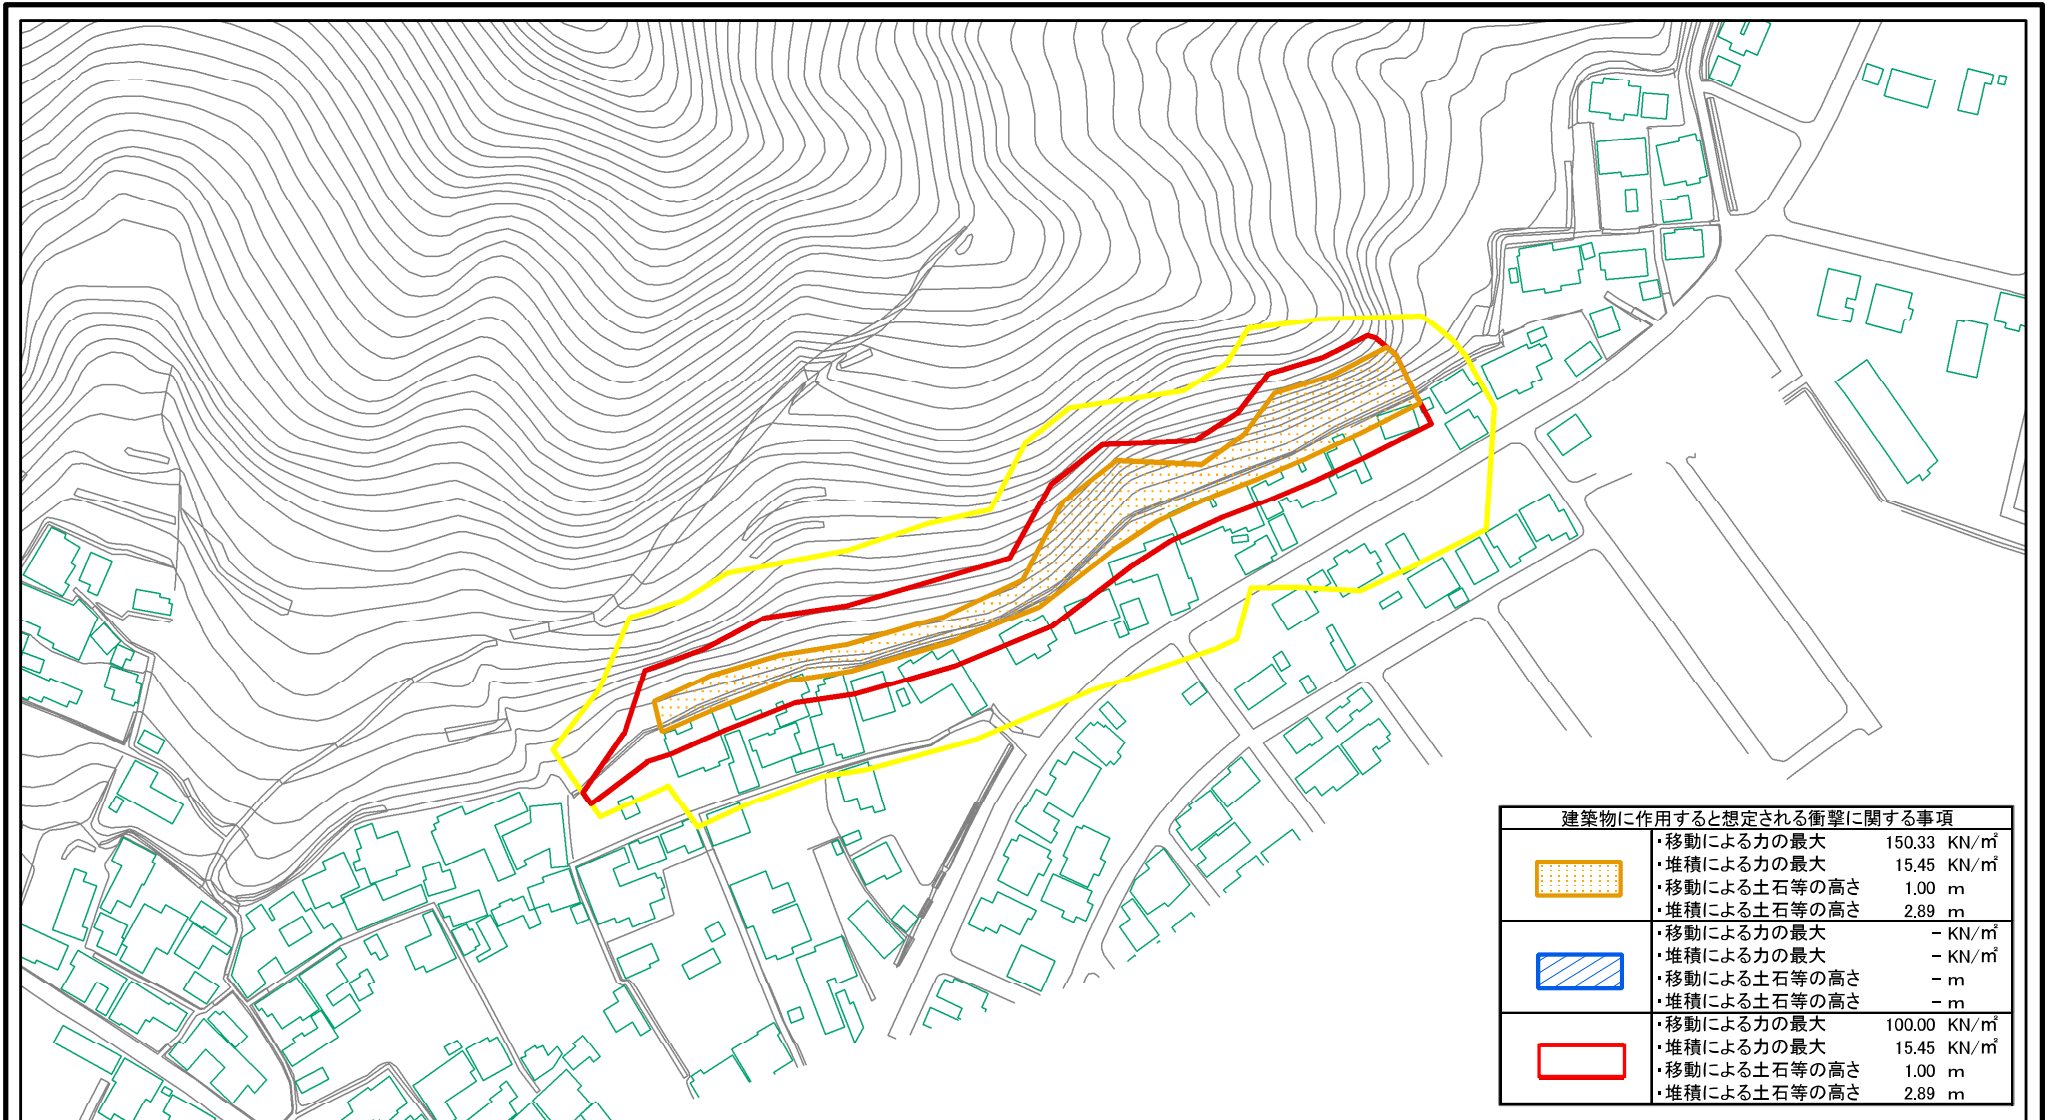 建築物に作用すると想定される衝撃に関する事項
・移動による力の最大 150.33 KN/㎡
・堆積による力の最大 15.45 KN/㎡
・移動による土石等の高さ 1.00 m
・堆積による土石等の高さ 2.89 m
・移動による力の最大 - KN/㎡
・堆積による力の最大 - KN/㎡
・移動による土石等の高さ - m
・堆積による土石等の高さ - m
・移動による力の最大 100.00 KN/㎡
・堆積による力の最大 15.45 KN/㎡
・移動による土石等の高さ 1.00 m
・堆積による土石等の高さ 2.89 m